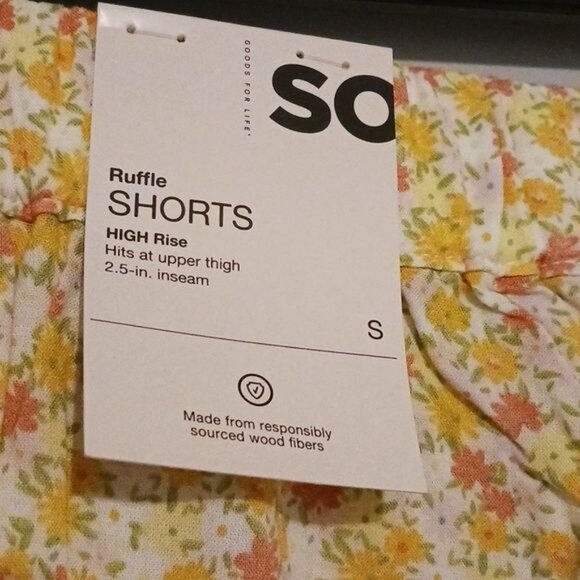 GOODS FOR LIFE
SO
Ruffle
SHORTS
HIGH Rise
Hits at upper thigh
2.5-in. inseam
S
Made from responsibly
sourced wood fibers